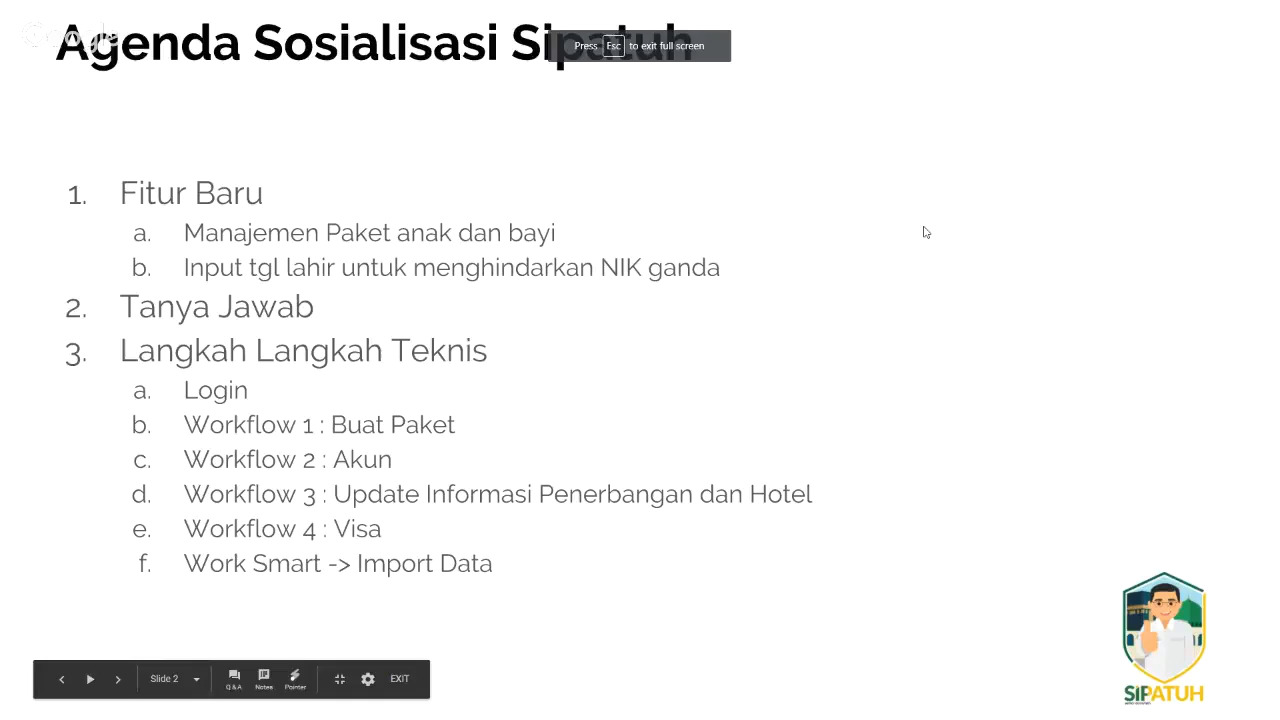 Google
Agenda Sosialisasi Sipatuh
Press Esc to exit full screen
1. Fitur Baru
a. Manajemen Paket anak dan bayi
b. Input tgl lahir untuk menghindarkan NIK ganda
2. Tanya Jawab
3. Langkah Langkah Teknis
a. Login
b. Workflow 1 : Buat Paket
c. Workflow 2 : Akun
d. Workflow 3 : Update Informasi Penerbangan dan Hotel
e. Workflow 4 : Visa
f. Work Smart -> Import Data
Slide 2
Q & A
Notes
Pointer
EXIT
SIPATUH